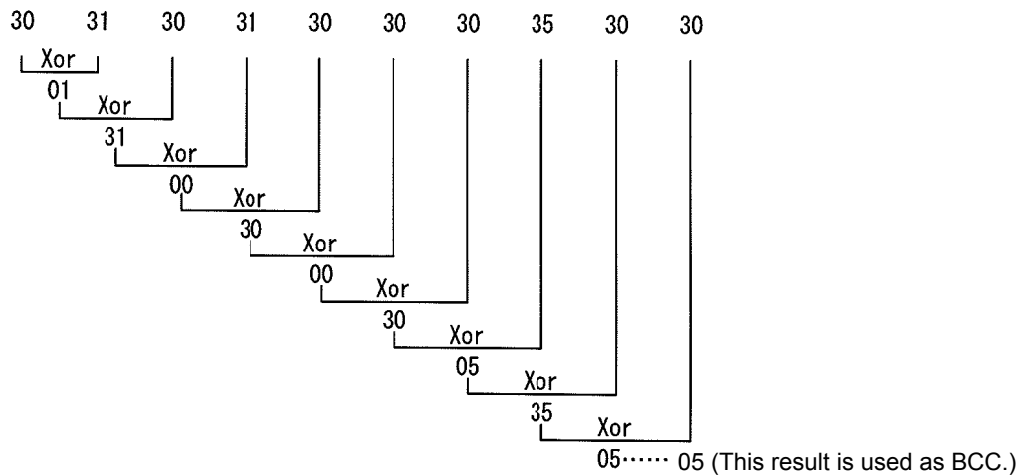 30 31 30 31 30 30 30 35 30 30
Xor
01
Xor
31
Xor
00
Xor
30
Xor
00
Xor
30
Xor
05
Xor
35
Xor
05······ 05 (This result is used as BCC.)